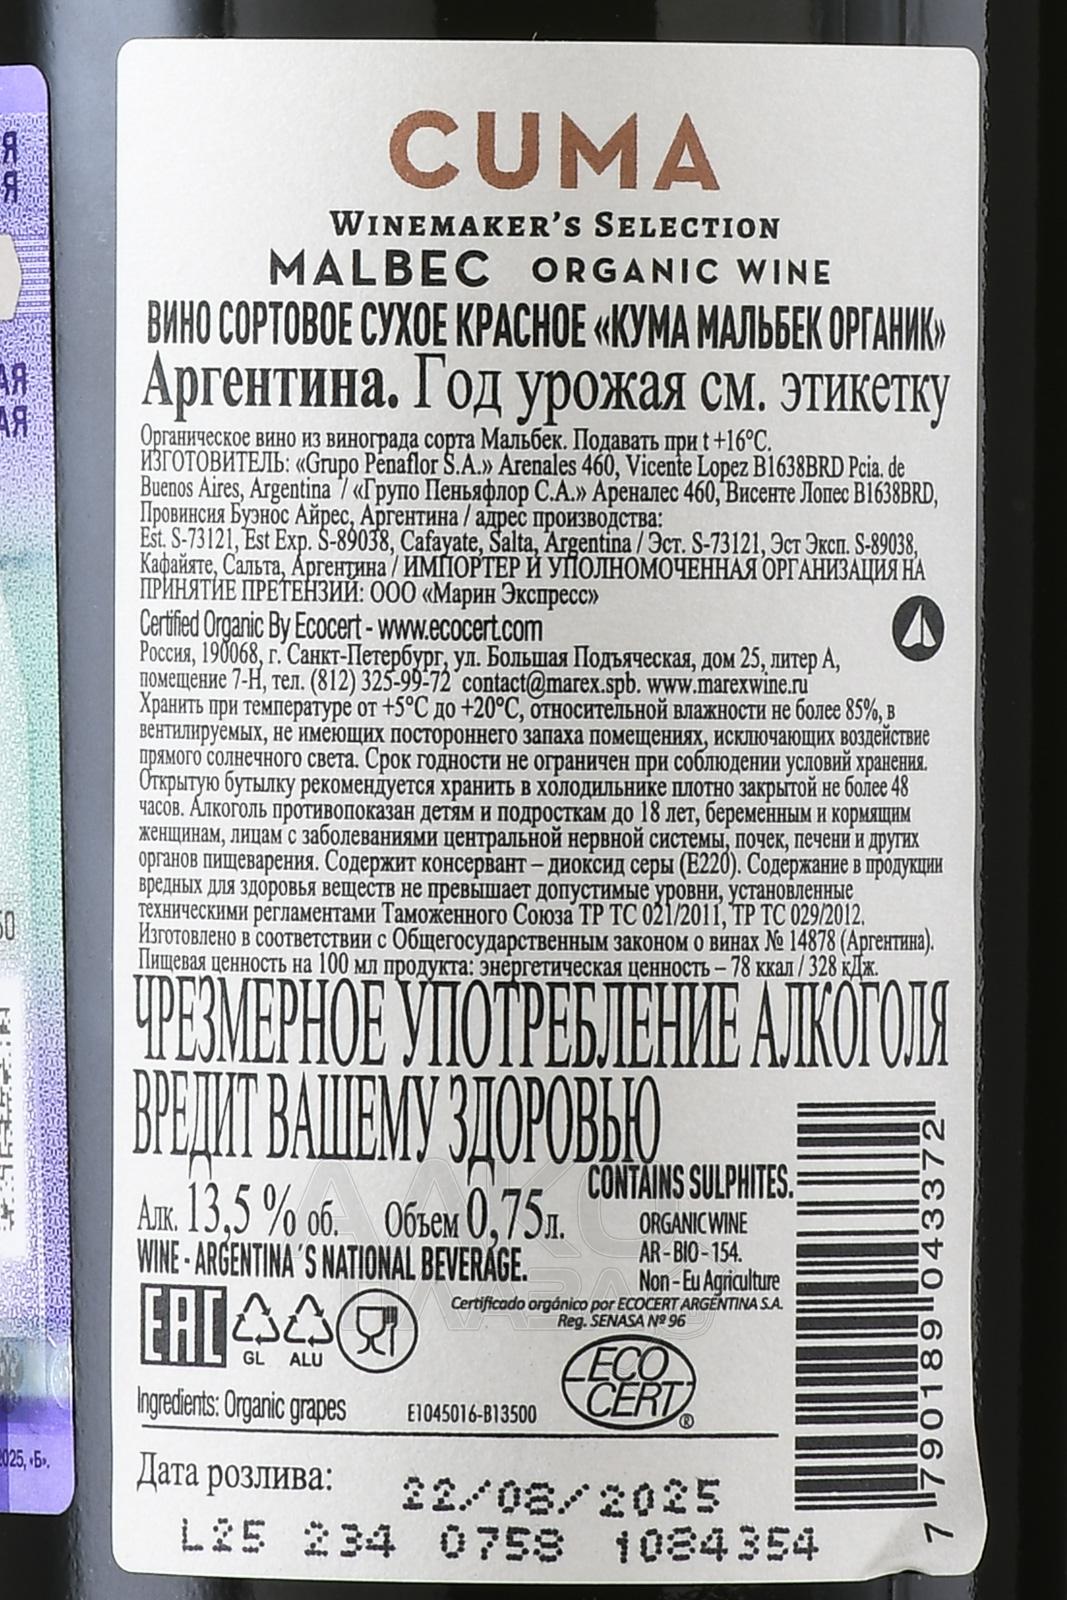 CUMA
WINEMAKER'S SELECTION
MALBEC ORGANIC WINE
ВИНО СОРТОВОЕ СУХОЕ КРАСНОЕ «КУМА МАЛЬБЕК ОРГАНИК»
Аргентина. Год урожая см. этикетку
Органическое вино из винограда сорта Мальбек. Подавать при t +16°C.
ИЗГОТОВИТЕЛЬ: «Grupo Penaflor S.A.» Arenales 460, Vicente Lopez B1638BRD Pcia. de
Buenos Aires, Argentina / «Групо Пеньяфлор С.А.» Ареналес 460, Висенте Лопес B1638BRD,
Провинсия Буэнос Айрес, Аргентина / адрес производства:
Est. S-73121, Est Exp. S-89038, Cafayate, Salta, Argentina / Эст. S-73121, Эст Эксп. S-89038,
Кафайяте, Сальта, Аргентина / ИМПОРТЕР И УПОЛНОМОЧЕННАЯ ОРГАНИЗАЦИЯ НА
ПРИНЯТИЕ ПРЕТЕНЗИЙ: ООО «Марин Экспресс»
Certified Organic By Ecocert - www.ecocert.com
Россия, 190068, г. Санкт-Петербург, ул. Большая Подъяческая, дом 25, литер А,
помещение 7-Н, тел. (812) 325-99-72 contact@marex.spb. www.marexwine.ru
Хранить при температуре от +5°C до +20°C, относительной влажности не более 85%, в
вентилируемых, не имеющих постороннего запаха помещениях, исключающих воздействие
прямого солнечного света. Срок годности не ограничен при соблюдении условий хранения.
Открытую бутылку рекомендуется хранить в холодильнике плотно закрытой не более 48
часов. Алкоголь противопоказан детям и подросткам до 18 лет, беременным и кормящим
женщинам, лицам с заболеваниями центральной нервной системы, почек, печени и других
органов пищеварения. Содержит консервант – диоксид серы (Е220). Содержание в продукции
вредных для здоровья веществ не превышает допустимые уровни, установленные
техническими регламентами Таможенного Союза ТР ТС 021/2011, ТР ТС 029/2012.
Изготовлено в соответствии с Общегосударственным законом о винах № 14878 (Аргентина).
Пищевая ценность на 100 мл продукта: энергетическая ценность – 78 ккал / 328 кДж.
ЧРЕЗМЕРНОЕ УПОТРЕБЛЕНИЕ АЛКОГОЛЯ
ВРЕДИТ ВАШЕМУ ЗДОРОВЬЮ
CONTAINS SULPHITES.
Алк. 13,5 % об. Объем 0,75л.
ORGANIC WINE
AR - BIO - 154.
Non - Eu Agriculture
WINE - ARGENTINA´S NATIONAL BEVERAGE.
Certificado orgánico por ECOCERT ARGENTINA S.A.
Reg. SENASA Nº 96
EAC
GL ALU
ECO
CERT
®
Ingredients: Organic grapes
E1045016-B13500
Дата розлива:
22/08/2025
L25 234 0758 1084354
7 790189 043372
2025, «Б».